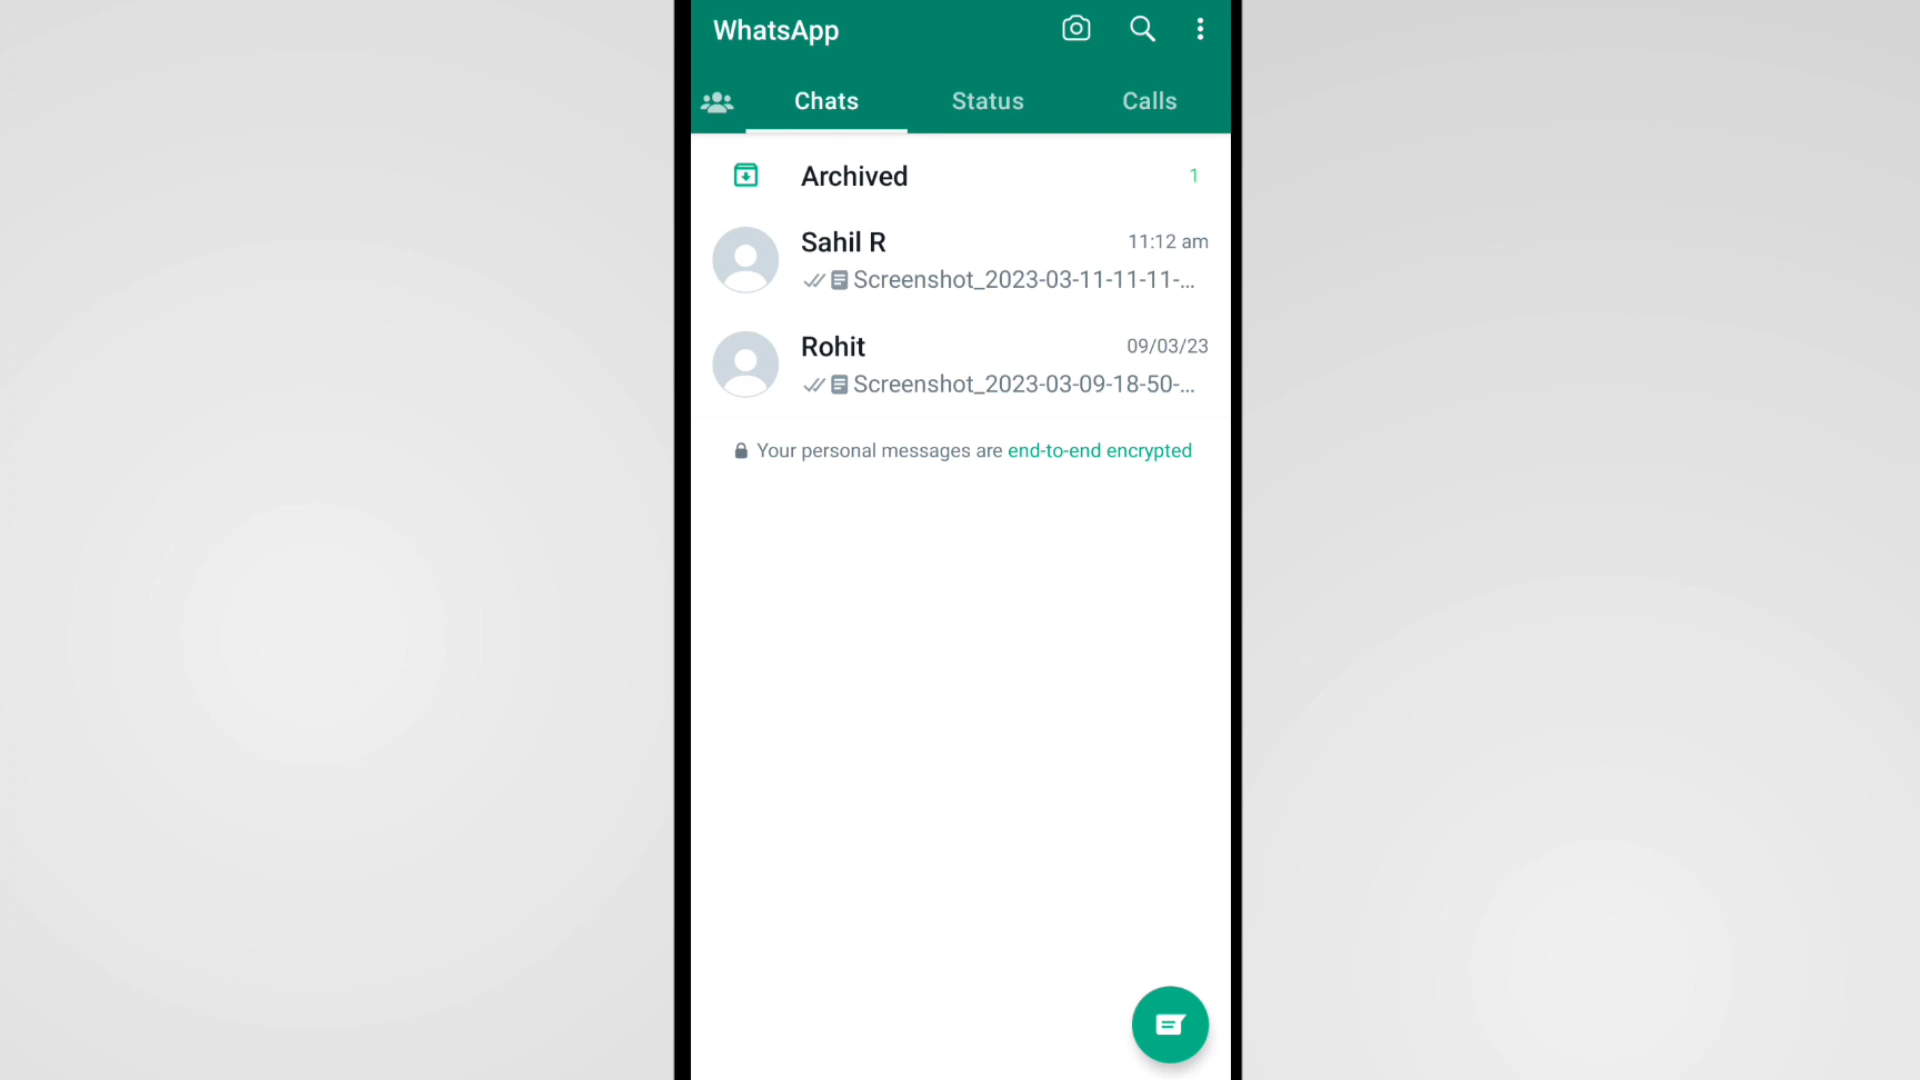 WhatsApp
Chats Status Calls
Archived 1
Sahil R 11:12 am
Screenshot_2023-03-11-11-11-...
Rohit 09/03/23
Screenshot_2023-03-09-18-50-...
Your personal messages are end-to-end encrypted